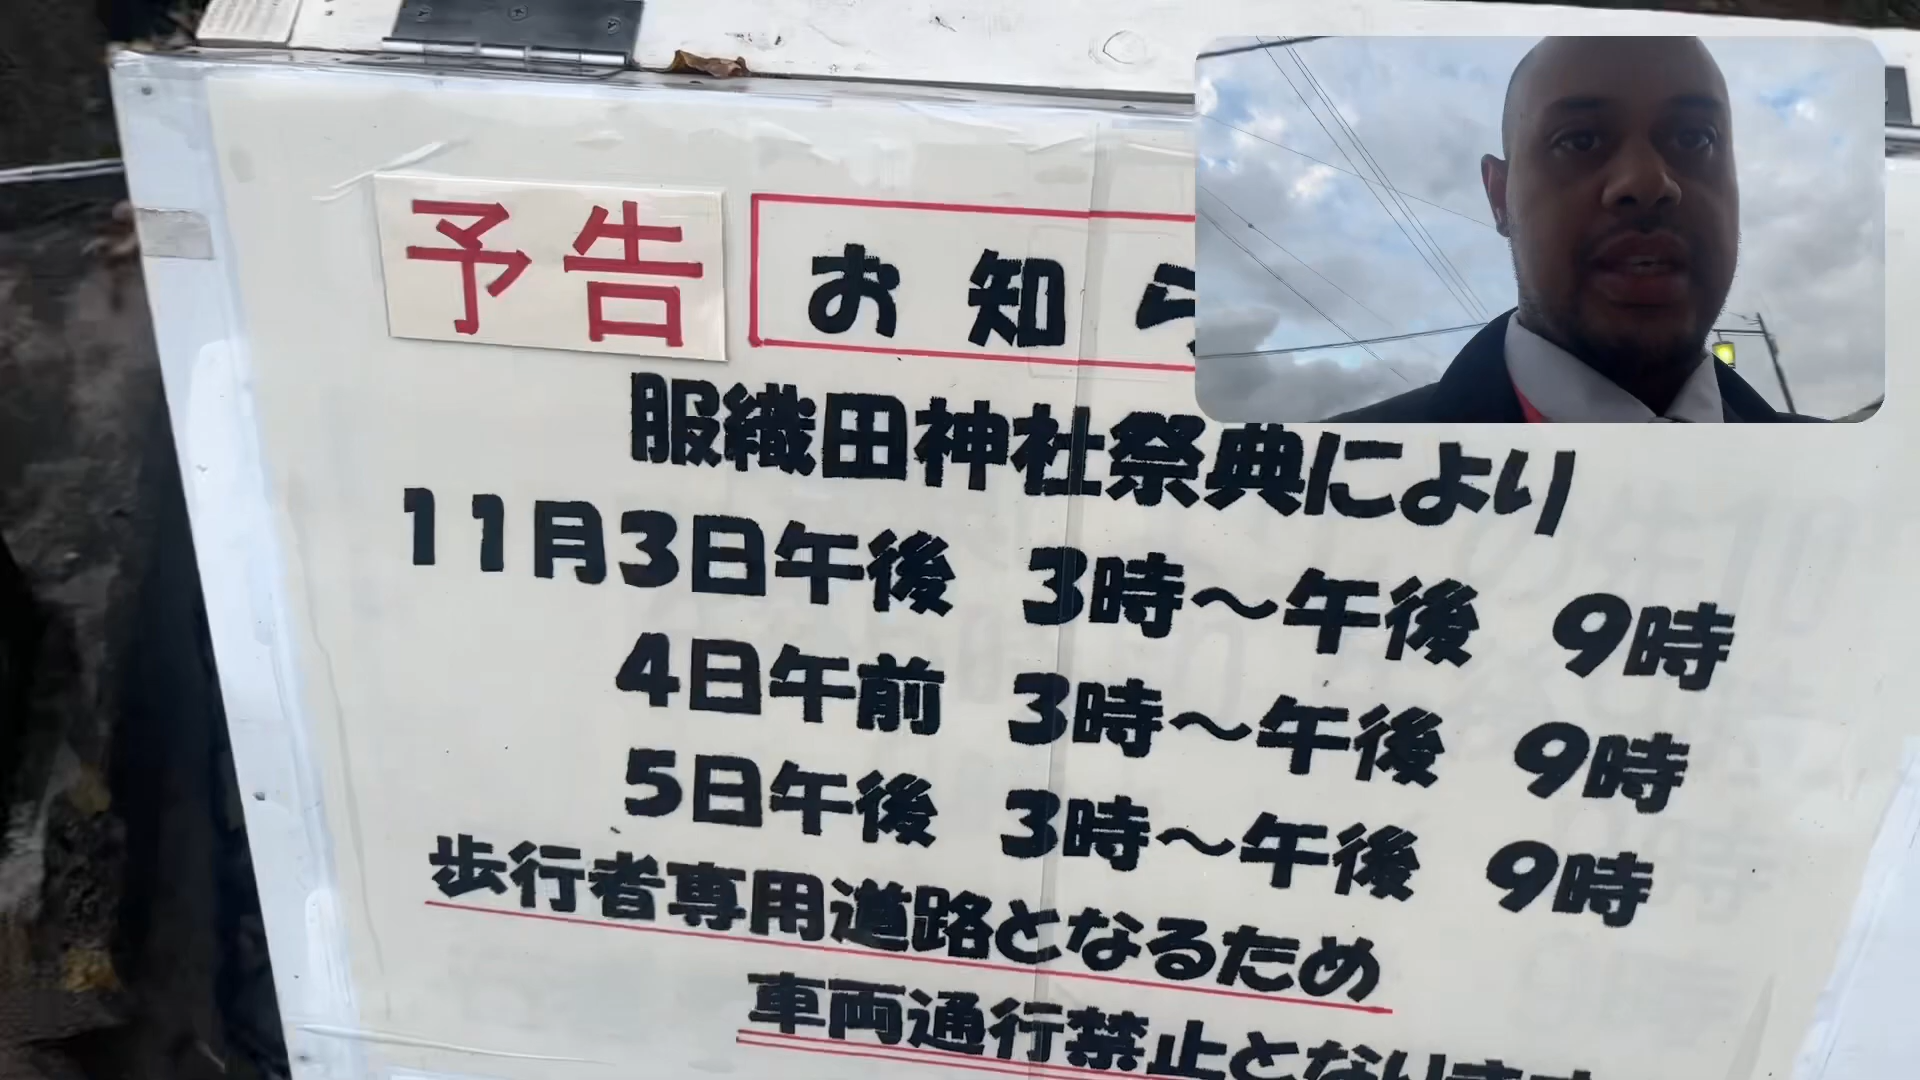 予告
お知ら
服織田神社祭典により
11月3日午後 3時～午後 9時
4日午前 3時～午後 9時
5日午後 3時～午後 9時
歩行者専用道路となるため
車両通行禁止となります